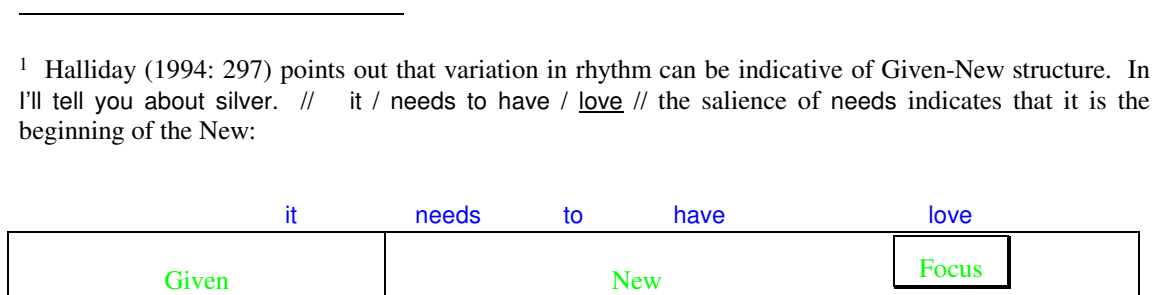 1 Halliday (1994: 297) points out that variation in rhythm can be indicative of Given-New structure. In
I'll tell you about silver. // it / needs to have / love // the salience of needs indicates that it is the
beginning of the New:
it needs to have love
Given New Focus